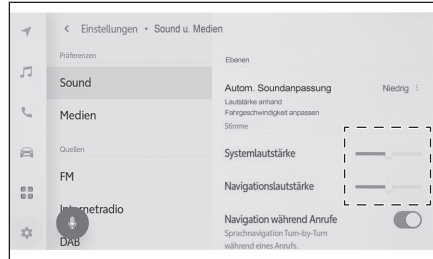 Einstellungen • Sound u. Medien
Präferenzen
Sound
Medien
Quellen
FM
Internetradio
DAB
Ebenen
Autom. Soundanpassung Niedrig
Lautstärke anhand
Fahrgeschwindigkeit anpassen
Stimme
Systemlautstärke
Navigationslautstärke
Navigation während Anrufe
Sprachnavigation Turn-by-Turn
während eines Anrufs.